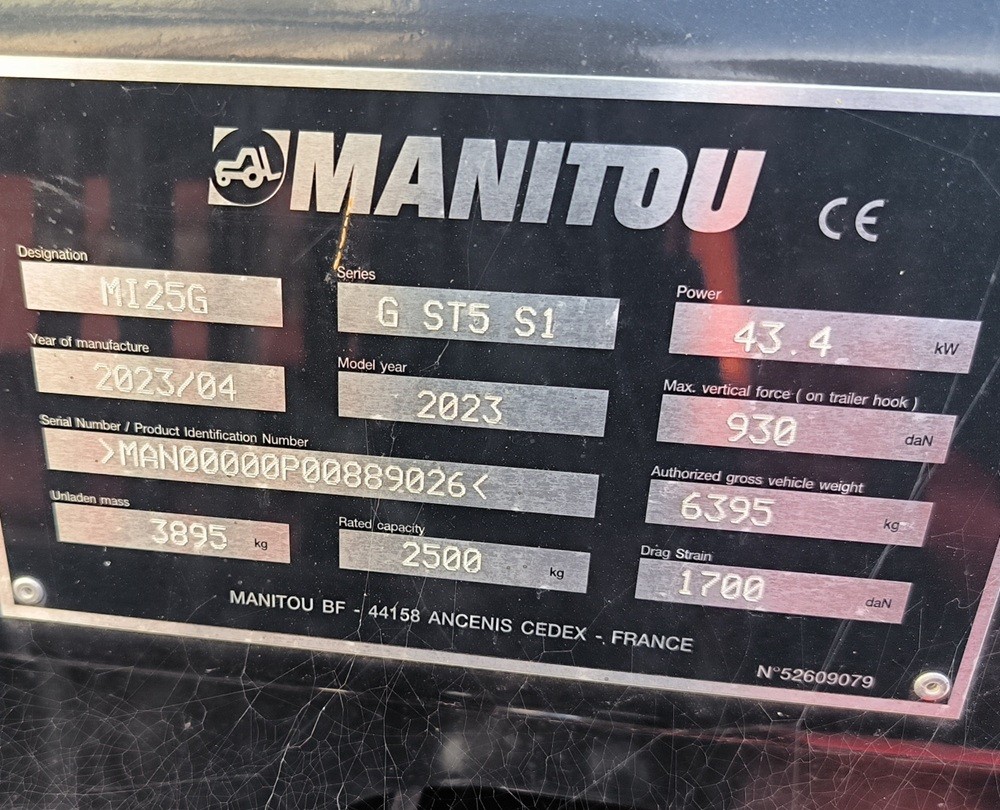 MANITOU
CE
Designation
MI25G
Series
G ST5 S1
Power
43.4 kW
Year of manufacture
2023/04
Model year
2023
Max. vertical force ( on trailer hook )
930 daN
Serial Number / Product Identification Number
>MAN00000P00889026<
Authorized gross vehicle weight
6395 kg
Unladen mass
3895 kg
Rated capacity
2500 kg
Drag Strain
1700 daN
MANITOU BF - 44158 ANCENIS CEDEX - FRANCE
N°52609079